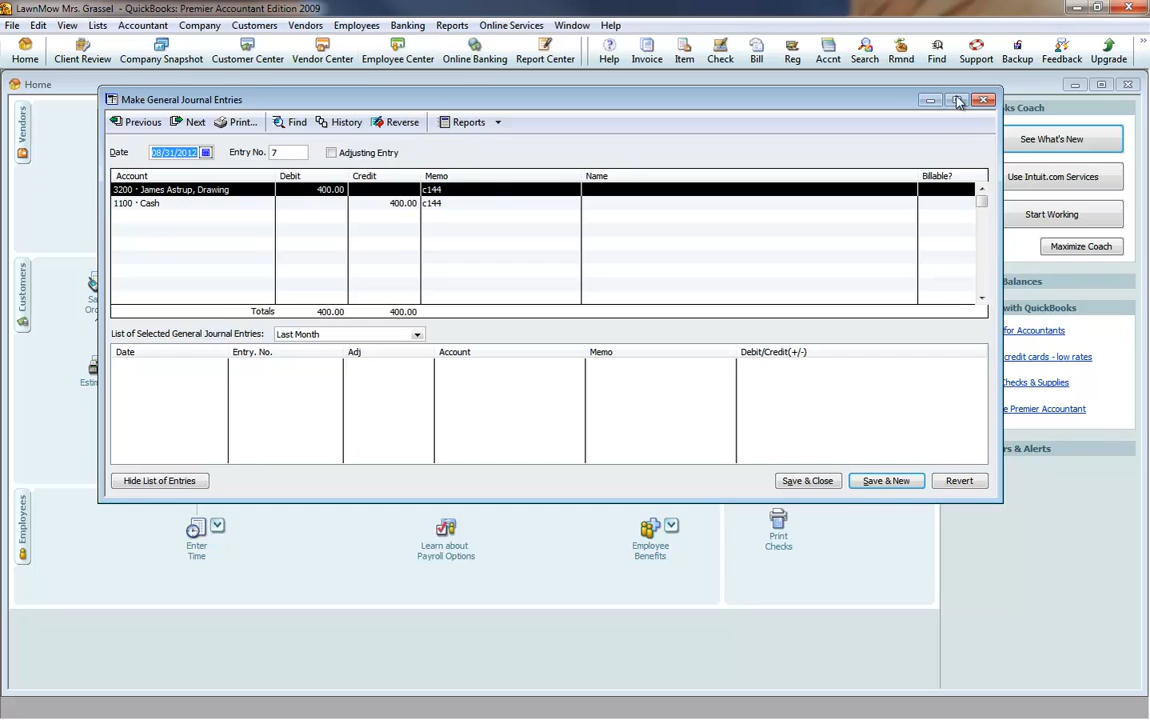 LawnMow Mrs. Grassel - QuickBooks: Premier Accountant Edition 2009
File Edit View Lists Accountant Company Customers Vendors Employees Banking Reports Online Services Window Help
Home Client Review Company Snapshot Customer Center Vendor Center Employee Center Online Banking Report Center Help Invoice Item Check Bill Reg Accnt Search Rmnd Find Support Backup Feedback Upgrade
Home
Vendors
Customers
Employees
Make General Journal Entries
Previous Next Print... Find History Reverse Reports
Date 08/31/2012 Entry No. 7 Adjusting Entry
Account Debit Credit Memo Name Billable?
3200 · James Astrup, Drawing 400.00 c144
1100 · Cash 400.00 c144
Totals 400.00 400.00
List of Selected General Journal Entries: Last Month
Date Entry. No. Adj Account Memo Debit/Credit(+/-)
Hide List of Entries Save & Close Save & New Revert
Enter
Time
Learn about
Payroll Options
Employee
Benefits
Print
Checks
ks Coach
See What's New
Use Intuit.com Services
Start Working
Maximize Coach
Balances
with QuickBooks
for Accountants
credit cards - low rates
Checks & Supplies
e Premier Accountant
rs & Alerts